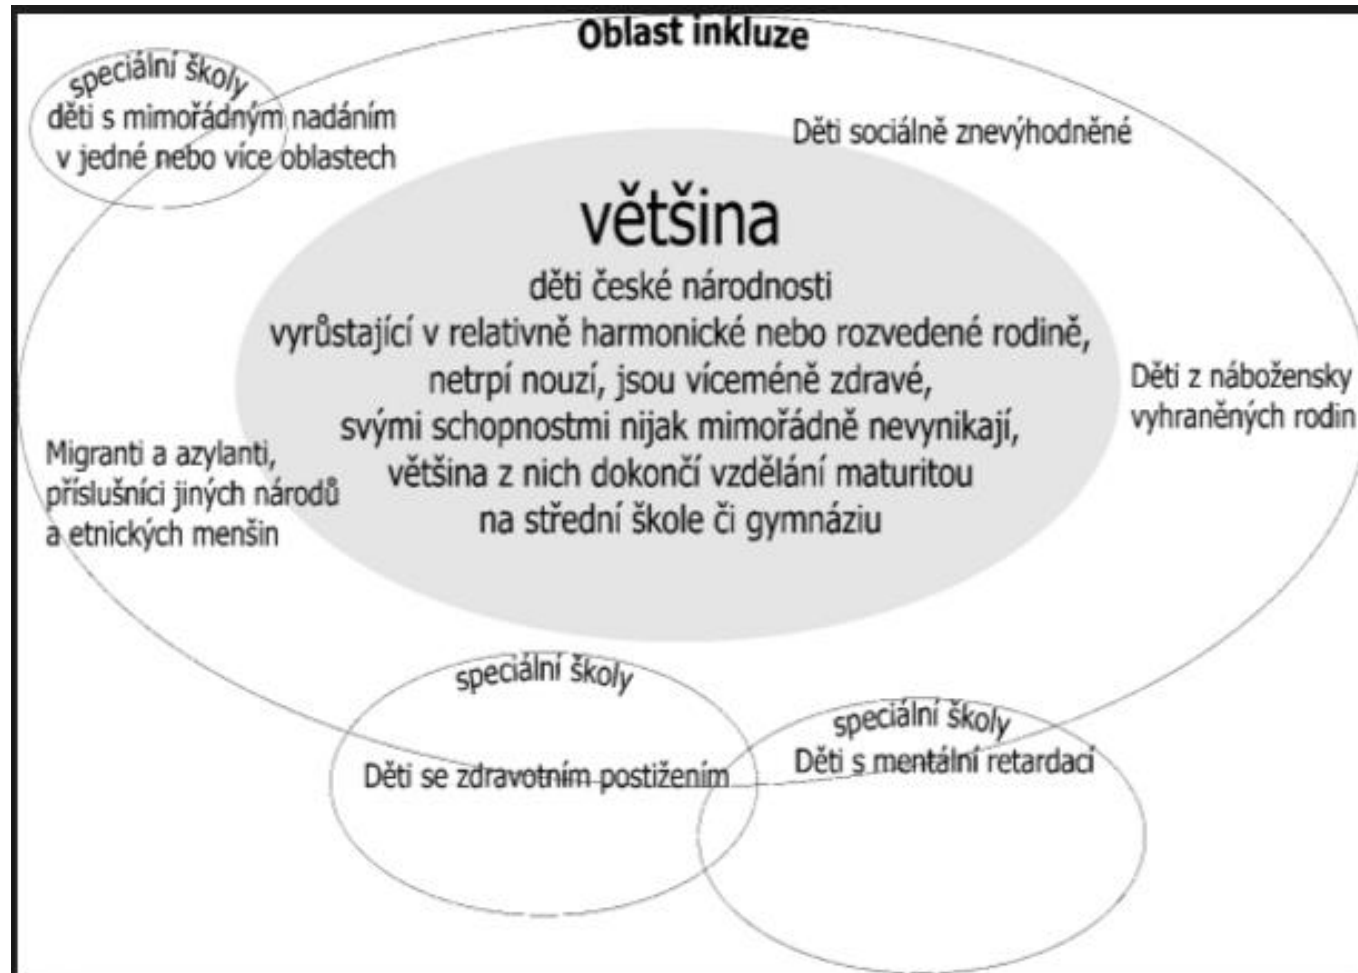 Oblast inkluze
speciální školy
děti s mimořádným nadáním
v jedné nebo více oblastech
Děti sociálně znevýhodněné
většina
děti české národnosti
vyrůstající v relativně harmonické nebo rozvedené rodině,
netrpí nouzí, jsou víceméně zdravé,
svými schopnostmi nijak mimořádně nevynikají,
většina z nich dokončí vzdělání maturitou
na střední škole či gymnáziu
Děti z nábožensky
vyhraněných rodin
Migranti a azylanti,
příslušníci jiných národů
a etnických menšin
speciální školy
Děti se zdravotním postižením
speciální školy
Děti s mentální retardací